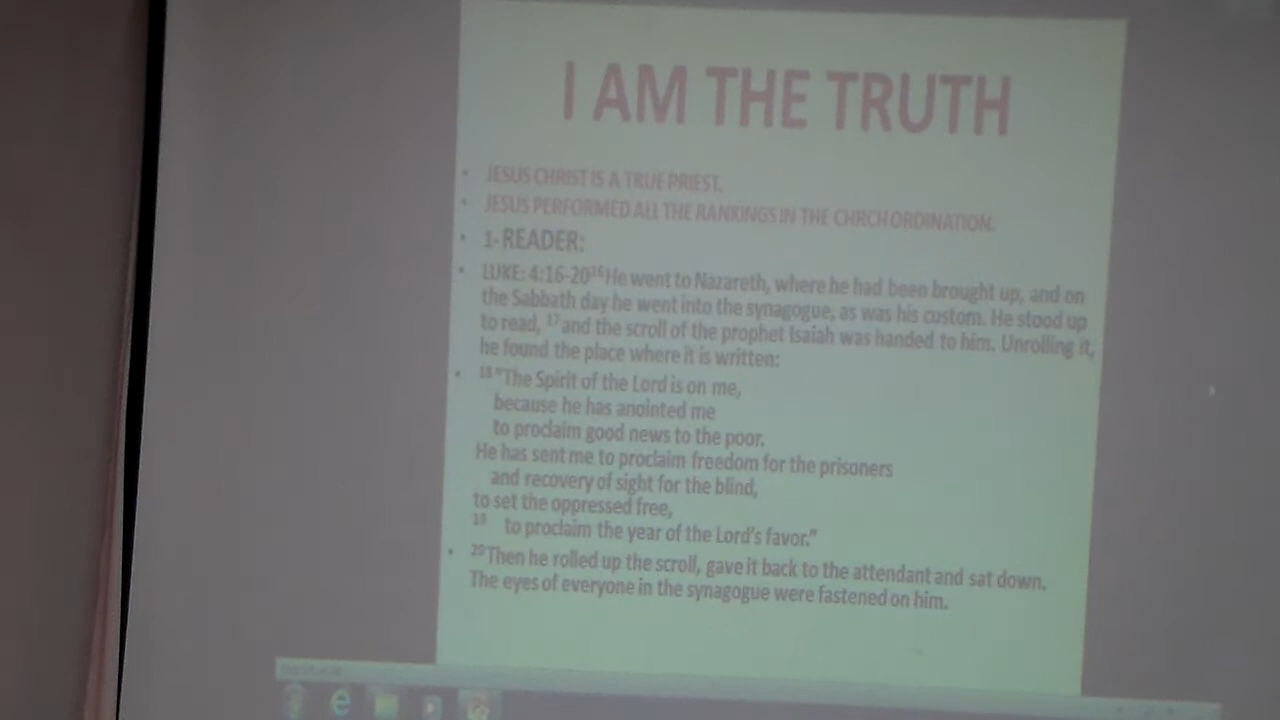 I AM THE TRUTH
• JESUS CHRIST IS A TRUE PRIEST.
• JESUS PERFORMED ALL THE RANKINGS IN THE CHRCH ORDINATION.
• 1- READER:
• LUKE: 4:16-20 ¹⁶He went to Nazareth, where he had been brought up, and on
the Sabbath day he went into the synagogue, as was his custom. He stood up
to read, ¹⁷ and the scroll of the prophet Isaiah was handed to him. Unrolling it,
he found the place where it is written:
• ¹⁸ "The Spirit of the Lord is on me,
because he has anointed me
to proclaim good news to the poor.
He has sent me to proclaim freedom for the prisoners
and recovery of sight for the blind,
to set the oppressed free,
¹⁹ to proclaim the year of the Lord's favor."
• ²⁰ Then he rolled up the scroll, gave it back to the attendant and sat down.
The eyes of everyone in the synagogue were fastened on him.